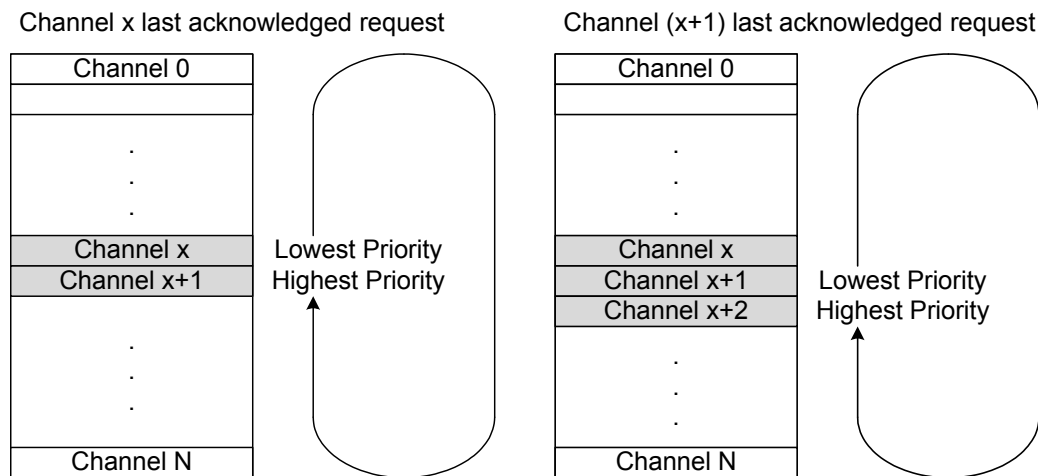 Channel x last acknowledged request
Channel 0
.
.
.
Channel x
Channel x+1
.
.
.
Channel N
Lowest Priority
Highest Priority
Channel (x+1) last acknowledged request
Channel 0
.
.
.
Channel x
Channel x+1
Channel x+2
.
.
.
Channel N
Lowest Priority
Highest Priority